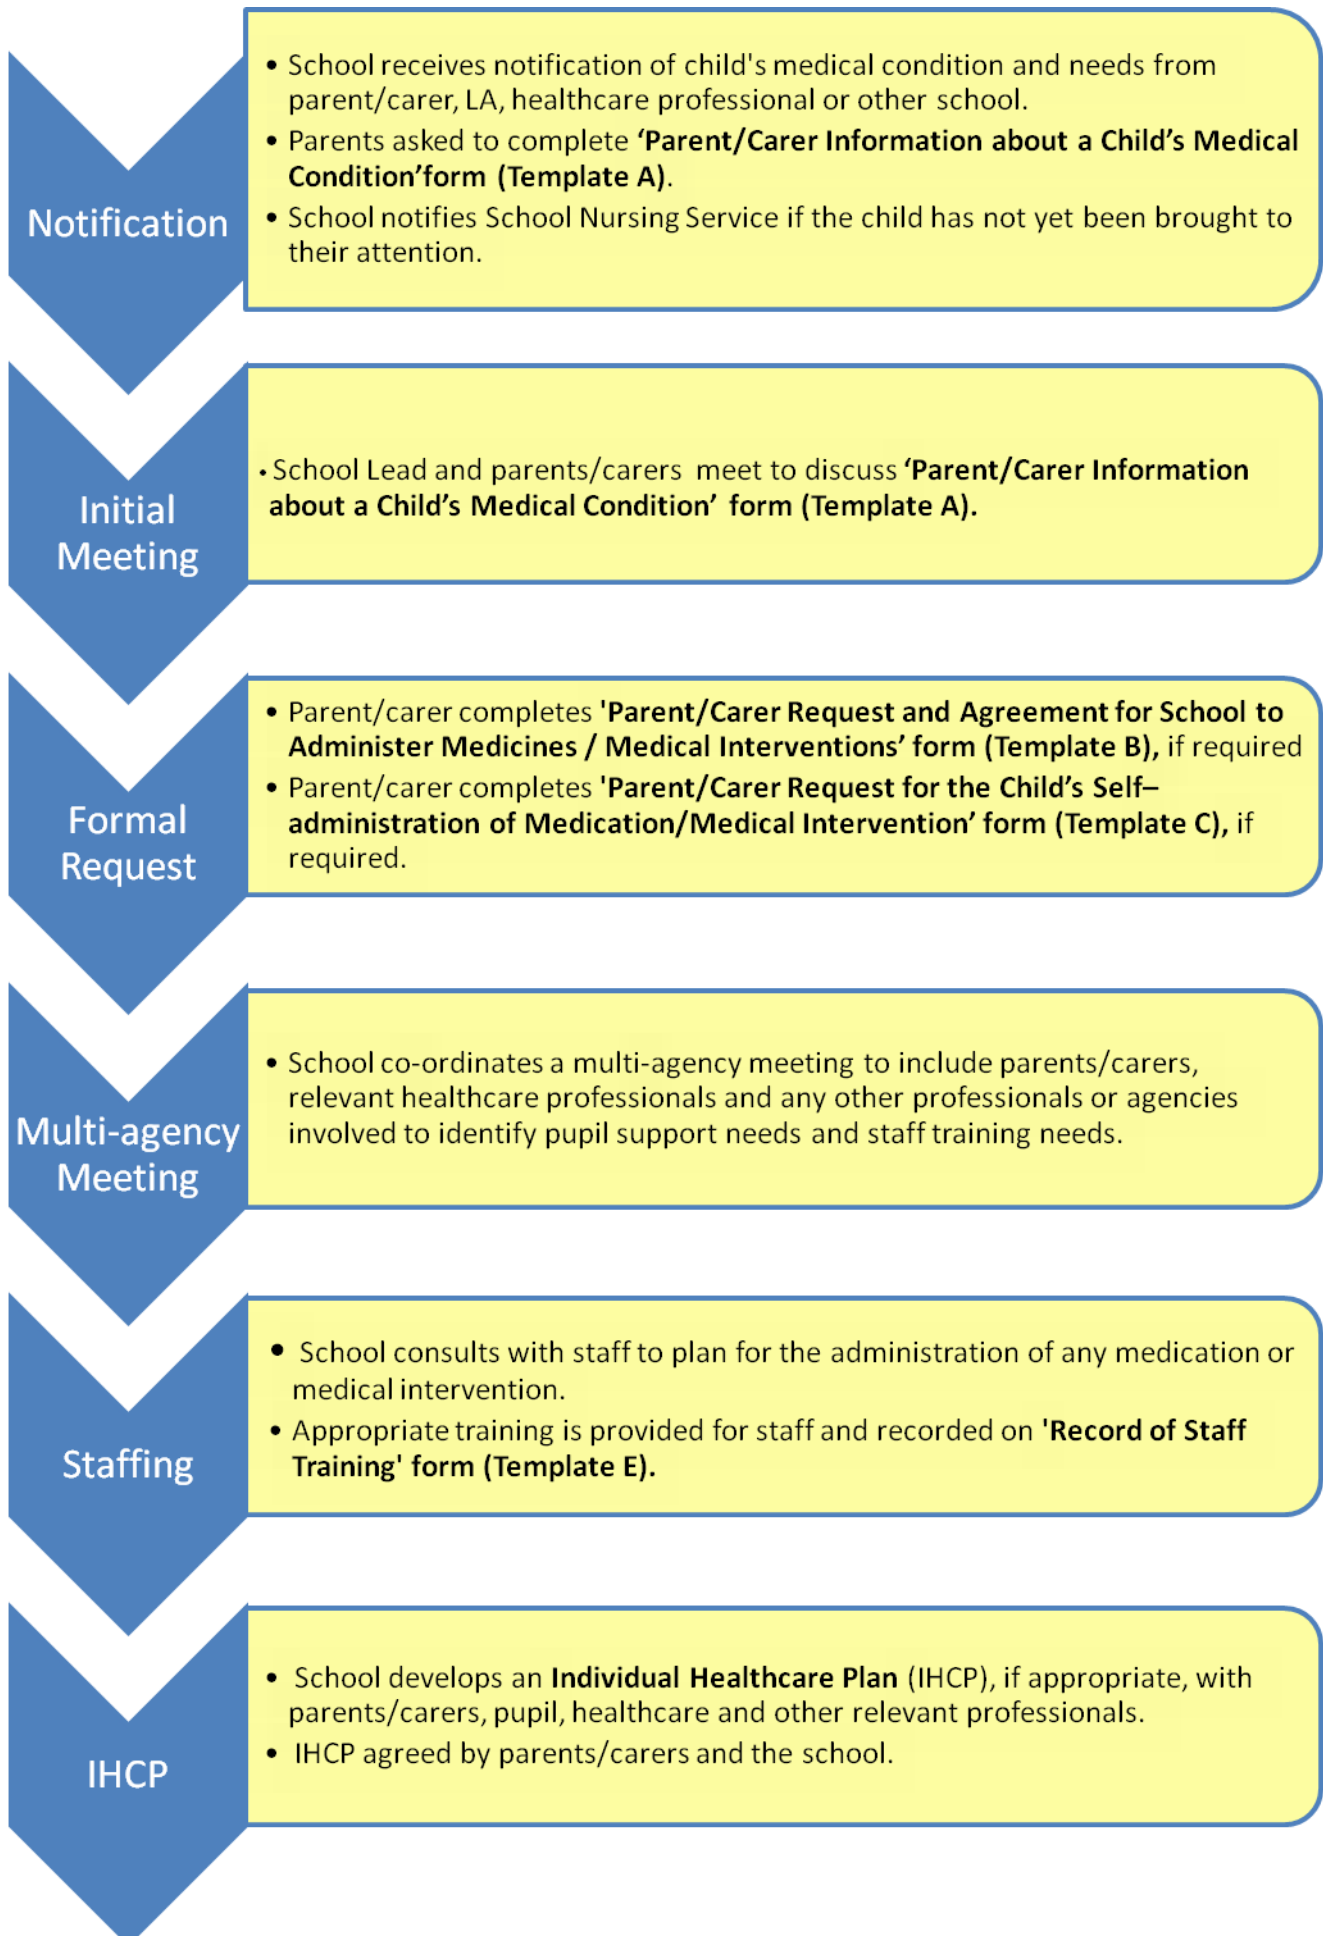 Notification
• School receives notification of child's medical condition and needs from
parent/carer, LA, healthcare professional or other school.
• Parents asked to complete ‘Parent/Carer Information about a Child’s Medical
Condition’form (Template A).
• School notifies School Nursing Service if the child has not yet been brought to
their attention.
Initial
Meeting
• School Lead and parents/carers meet to discuss ‘Parent/Carer Information
about a Child’s Medical Condition’ form (Template A).
Formal
Request
• Parent/carer completes 'Parent/Carer Request and Agreement for School to
Administer Medicines / Medical Interventions’ form (Template B), if required
• Parent/carer completes 'Parent/Carer Request for the Child’s Self–
administration of Medication/Medical Intervention’ form (Template C), if
required.
Multi-agency
Meeting
• School co-ordinates a multi-agency meeting to include parents/carers,
relevant healthcare professionals and any other professionals or agencies
involved to identify pupil support needs and staff training needs.
Staffing
• School consults with staff to plan for the administration of any medication or
medical intervention.
• Appropriate training is provided for staff and recorded on 'Record of Staff
Training' form (Template E).
IHCP
• School develops an Individual Healthcare Plan (IHCP), if appropriate, with
parents/carers, pupil, healthcare and other relevant professionals.
• IHCP agreed by parents/carers and the school.